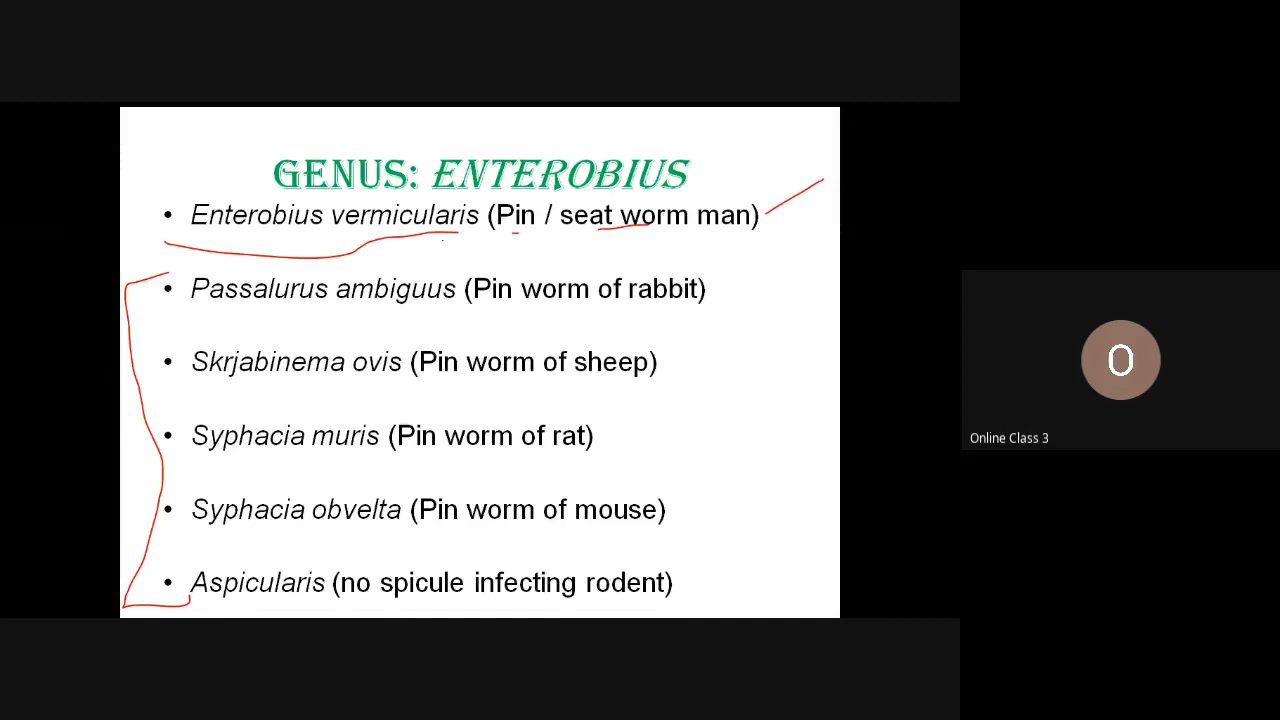 GENUS: ENTEROBIUS
• Enterobius vermicularis (Pin / seat worm man)
• Passalurus ambiguus (Pin worm of rabbit)
• Skrjabinema ovis (Pin worm of sheep)
• Syphacia muris (Pin worm of rat)
• Syphacia obvelta (Pin worm of mouse)
• Aspicularis (no spicule infecting rodent)
O
Online Class 3